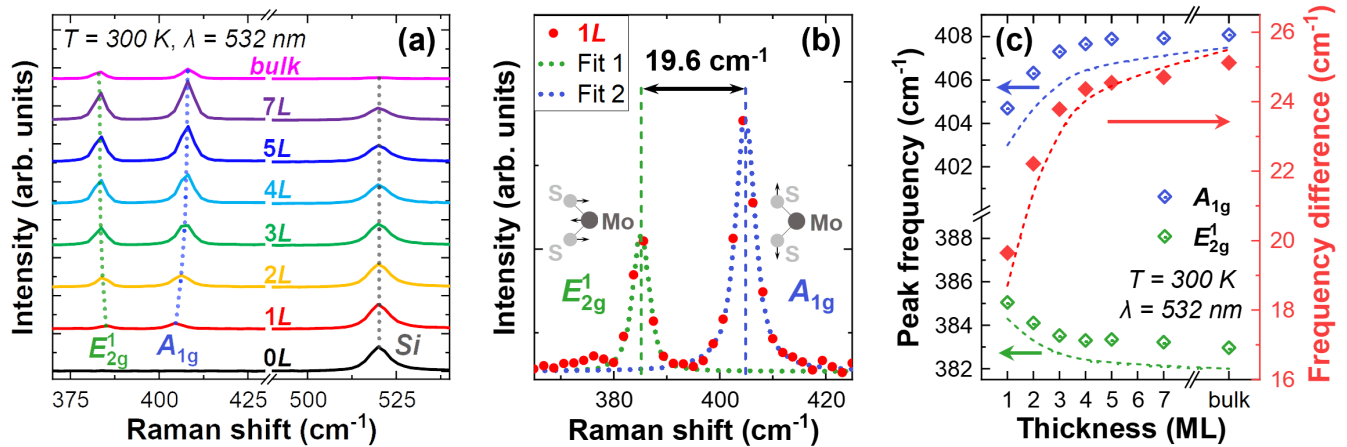 (a)
T = 300 K, λ = 532 nm
bulk
7L
5L
4L
3L
2L
1L
0L
E¹2g
A1g
Si
Intensity (arb. units)
375 400 425 500 525
Raman shift (cm⁻¹)
(b)
1L
Fit 1
Fit 2
19.6 cm⁻¹
S
Mo
S
S
Mo
S
E¹2g
A1g
Intensity (arb. units)
380 400 420
Raman shift (cm⁻¹)
(c)
Peak frequency (cm⁻¹)
408
406
404
402
388
386
384
382
A1g
E¹2g
T = 300 K
λ = 532 nm
26
25
24
22
21
20
19
18
17
16
Frequency difference (cm⁻¹)
1 2 3 4 5 7 bulk
Thickness (ML)